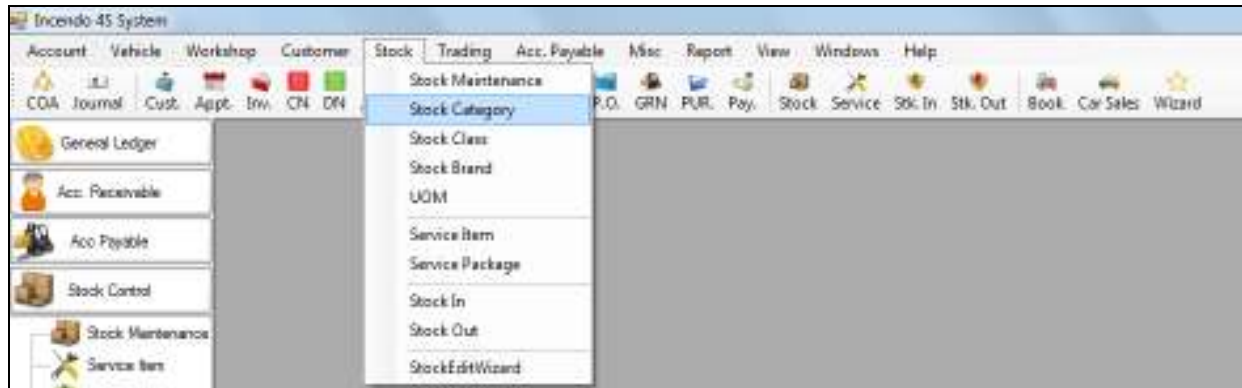 Incendo 4S System
Account Vehicle Workshop Customer Stock Trading Acc. Payable Misc Report View Windows Help
COA Journal Cust. Appt. Inv. CN DN P.O. GRN PUR. Pay. Stock Service Stk. In Stk. Out Book Car Sales Wizard
Stock Maintenance
Stock Category
Stock Class
Stock Brand
UOM
Service Item
Service Package
Stock In
Stock Out
StockEditWizard
General Ledger
Acc. Receivable
Acc Payable
Stock Control
Stock Maintenance
Service Item